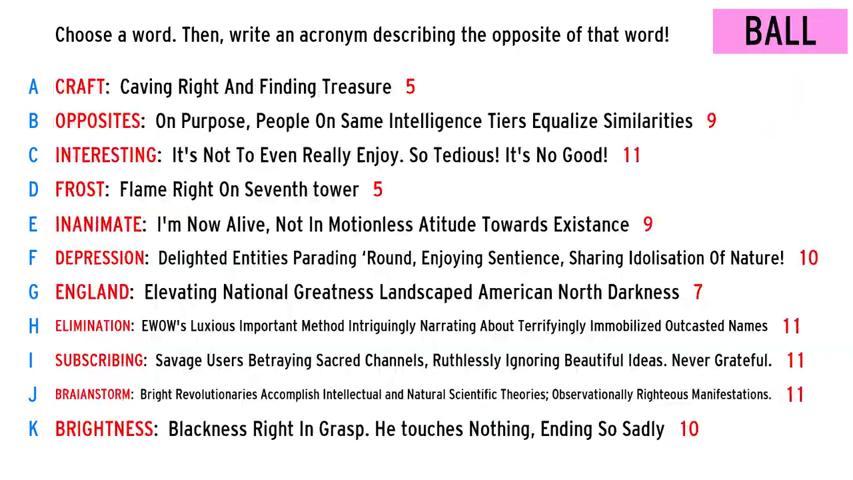 Choose a word. Then, write an acronym describing the opposite of that word!
BALL
A CRAFT: Caving Right And Finding Treasure 5
B OPPOSITES: On Purpose, People On Same Intelligence Tiers Equalize Similarities 9
C INTERESTING: It's Not To Even Really Enjoy. So Tedious! It's No Good! 11
D FROST: Flame Right On Seventh tower 5
E INANIMATE: I'm Now Alive, Not In Motionless Atitude Towards Existance 9
F DEPRESSION: Delighted Entities Parading ‘Round, Enjoying Sentience, Sharing Idolisation Of Nature! 10
G ENGLAND: Elevating National Greatness Landscaped American North Darkness 7
H ELIMINATION: EWOW's Luxious Important Method Intriguingly Narrating About Terrifyingly Immobilized Outcasted Names 11
I SUBSCRIBING: Savage Users Betraying Sacred Channels, Ruthlessly Ignoring Beautiful Ideas. Never Grateful. 11
J BRAIANSTORM: Bright Revolutionaries Accomplish Intellectual and Natural Scientific Theories; Observationally Righteous Manifestations. 11
K BRIGHTNESS: Blackness Right In Grasp. He touches Nothing, Ending So Sadly 10